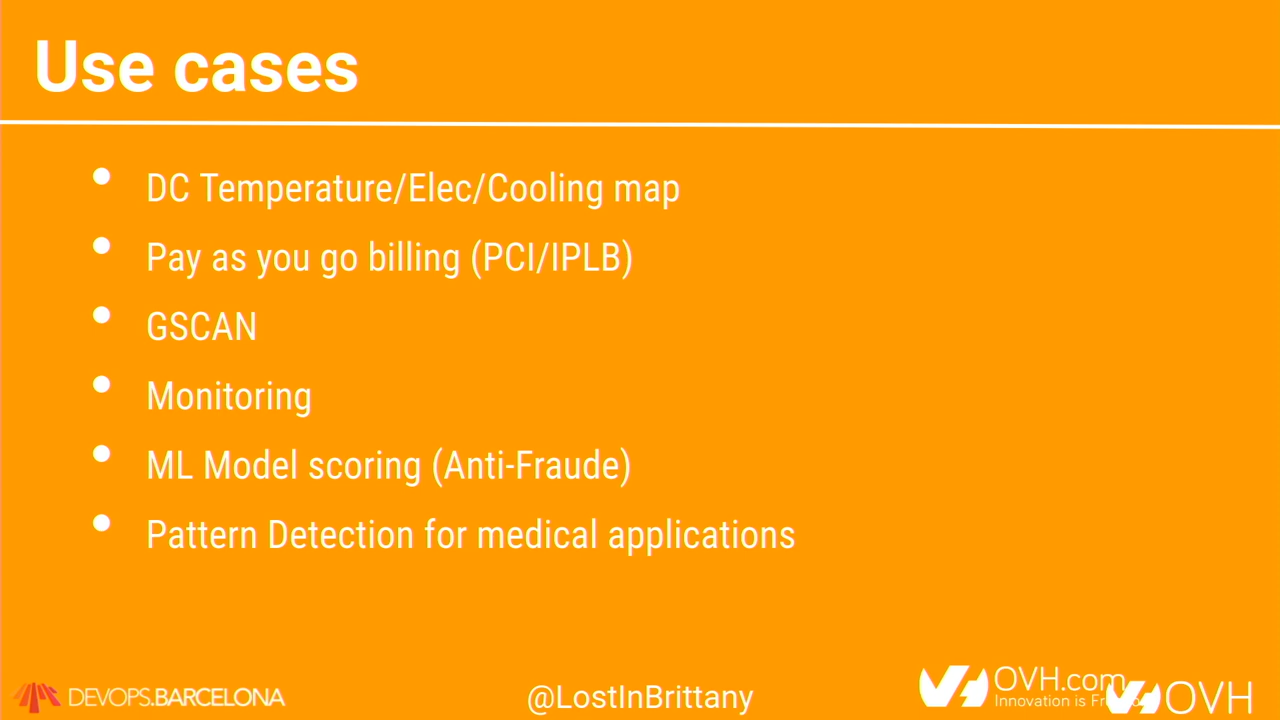 Use cases
DC Temperature/Elec/Cooling map
Pay as you go billing (PCI/IPLB)
GSCAN
Monitoring
ML Model scoring (Anti-Fraude)
Pattern Detection for medical applications
DEVOPS.BARCELONA
@LostInBrittany
OVH.com
Innovation is
OVH